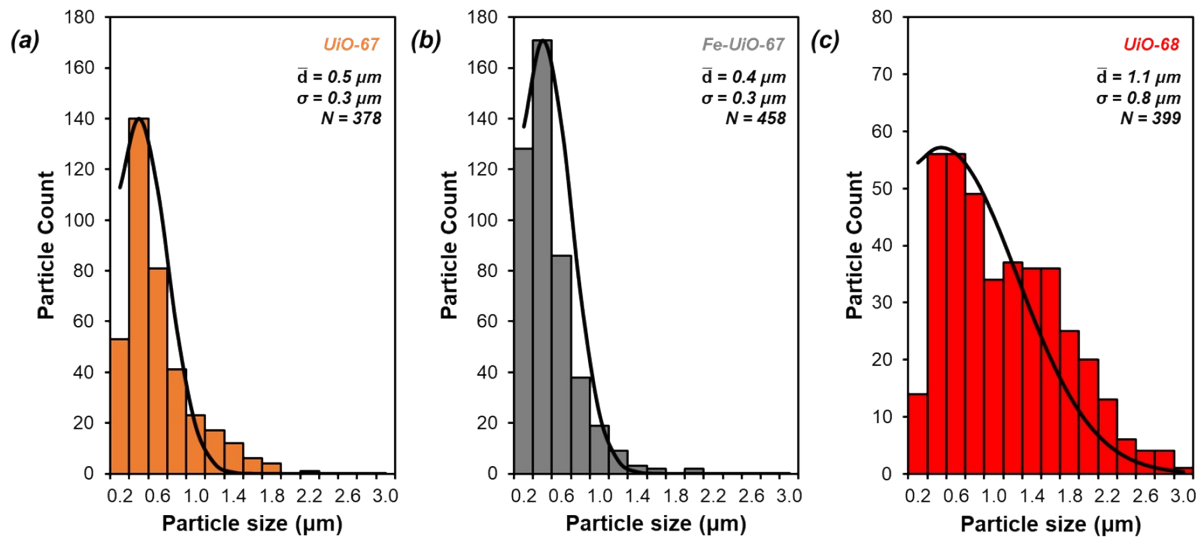 (a)
UiO-67
d̅ = 0.5 µm
σ = 0.3 µm
N = 378
Particle Count
180
160
140
120
100
80
60
40
20
0
0.2 0.6 1.0 1.4 1.8 2.2 2.6 3.0
Particle size (µm)
(b)
Fe-UiO-67
d̅ = 0.4 µm
σ = 0.3 µm
N = 458
Particle Count
180
160
140
120
100
80
60
40
20
0
0.2 0.6 1.0 1.4 1.8 2.2 2.6 3.0
Particle size (µm)
(c)
UiO-68
d̅ = 1.1 µm
σ = 0.8 µm
N = 399
Particle Count
80
70
60
50
40
30
20
10
0
0.2 0.6 1.0 1.4 1.8 2.2 2.6 3.0
Particle size (µm)